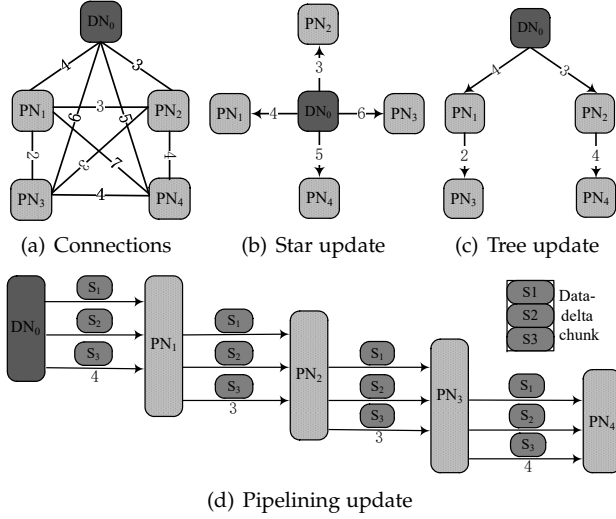 DN₀
4 3
PN₁ 3 PN₂
6 5
2 3 7 4
PN₃ 4 PN₄
(a) Connections
PN₂
3
PN₁ 4 DN₀ 6 PN₃
5
PN₄
(b) Star update
DN₀
4 3
PN₁ PN₂
2 4
PN₃ PN₄
(c) Tree update
DN₀
S₁
S₂
S₃
4
PN₁
S₁
S₂
S₃
3
PN₂
S₁
S₂
S₃
3
PN₃
S₁
S₂
S₃
4
PN₄
S1
S2
S3
Data-
delta
chunk
(d) Pipelining update